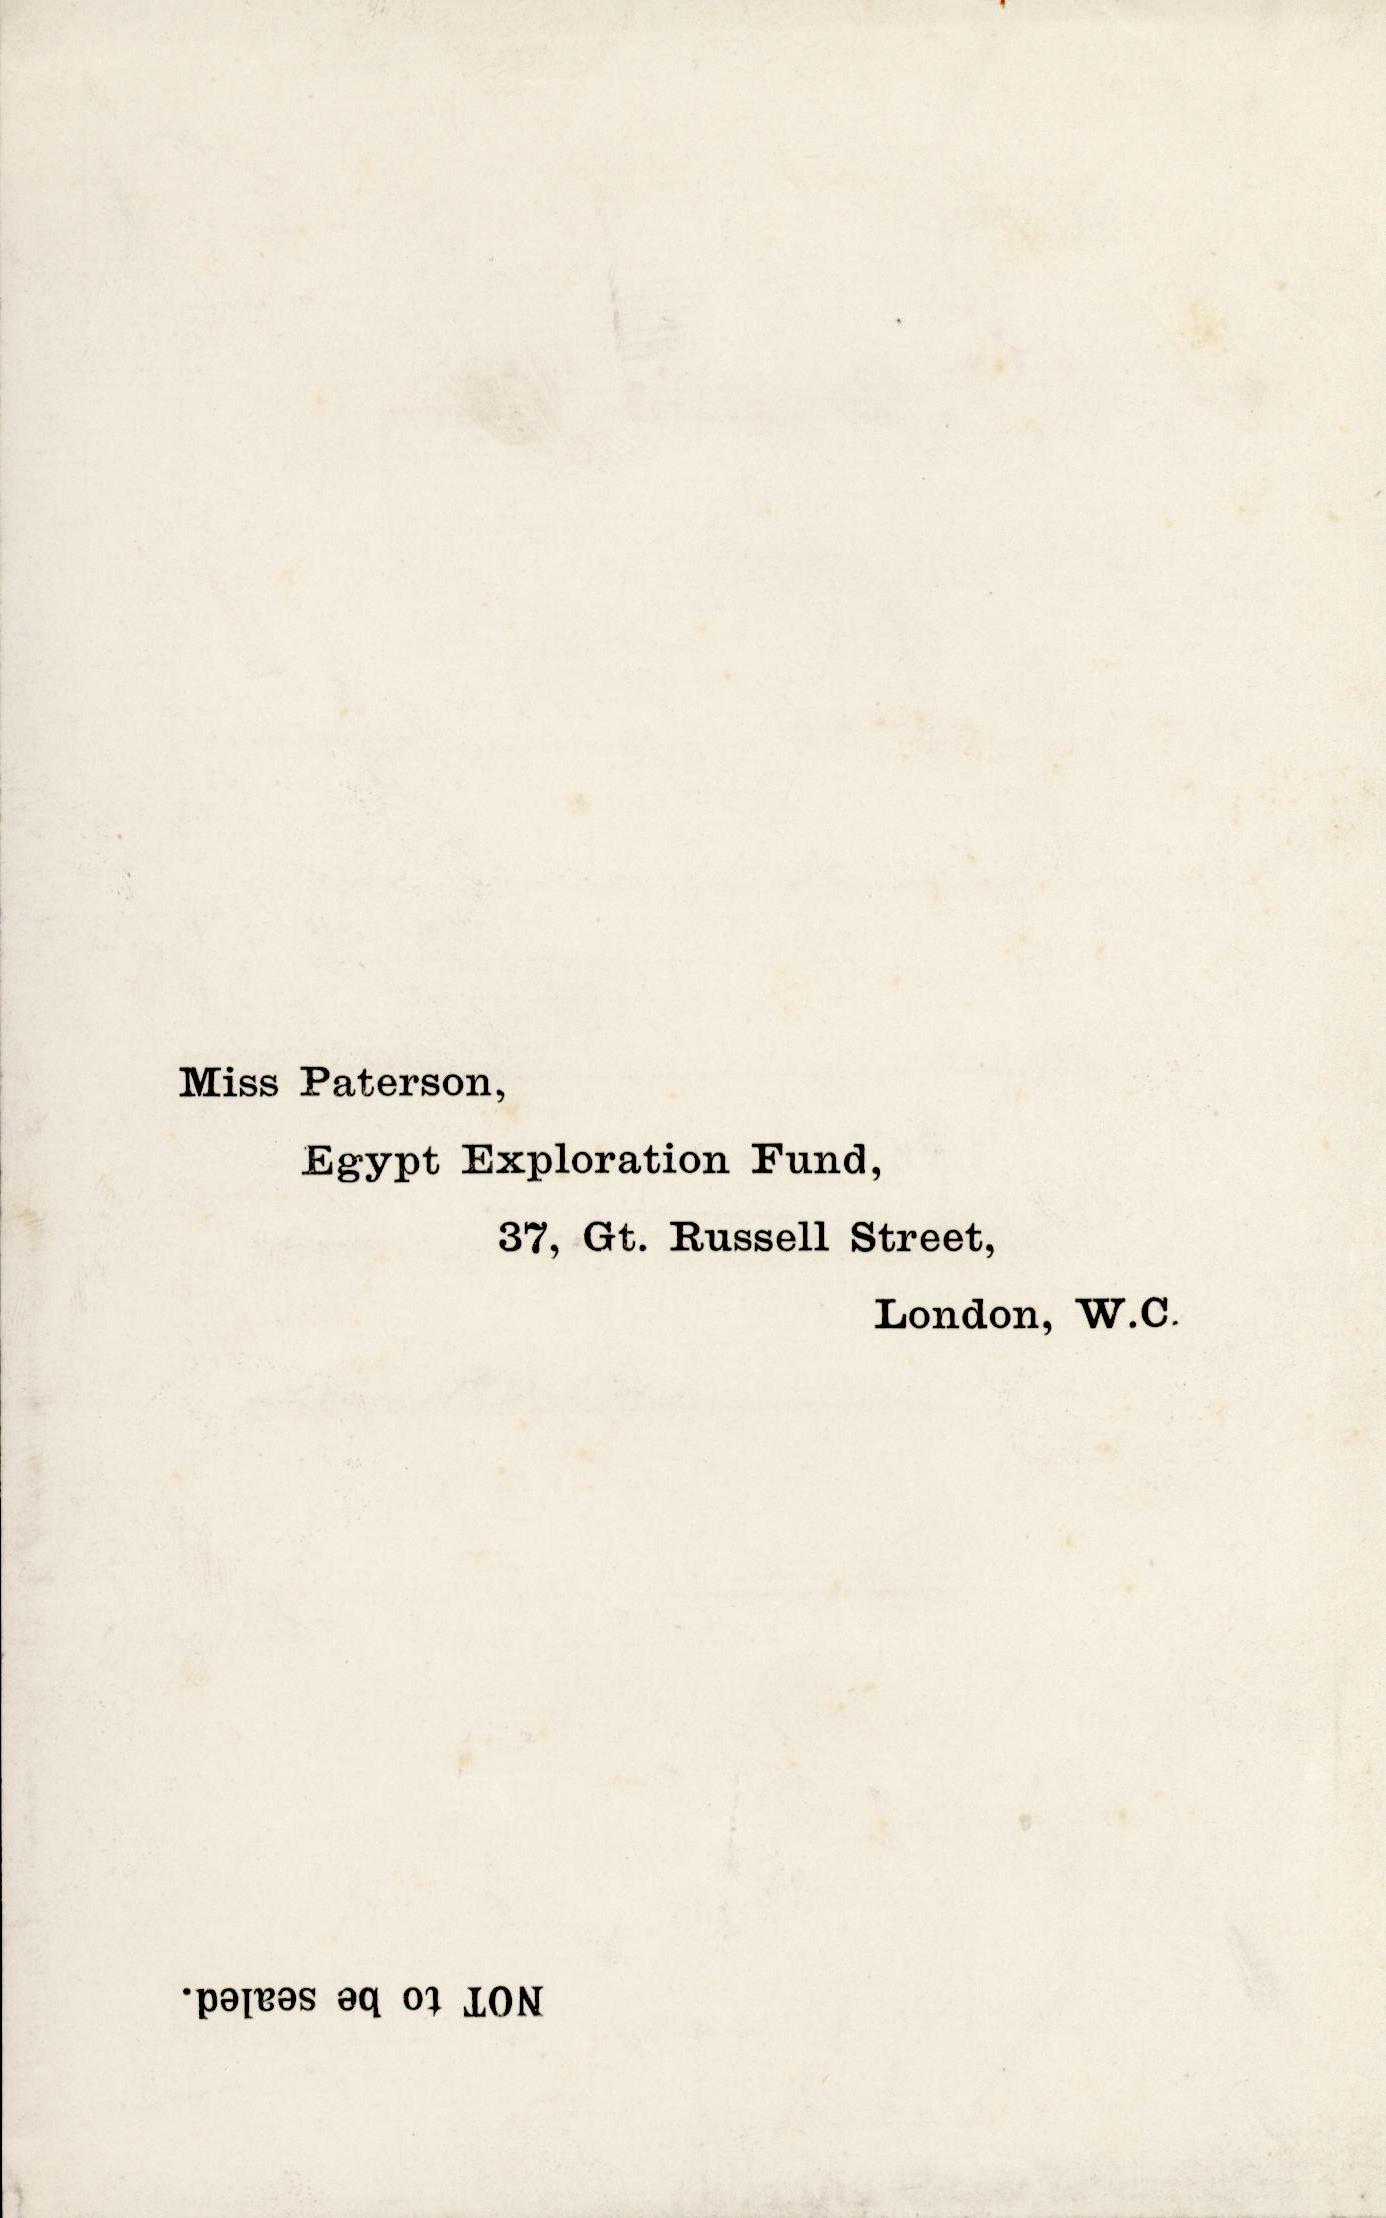 Miss Paterson,
Egypt Exploration Fund,
37, Gt. Russell Street,
London, W.C.
NOT to be sealed.